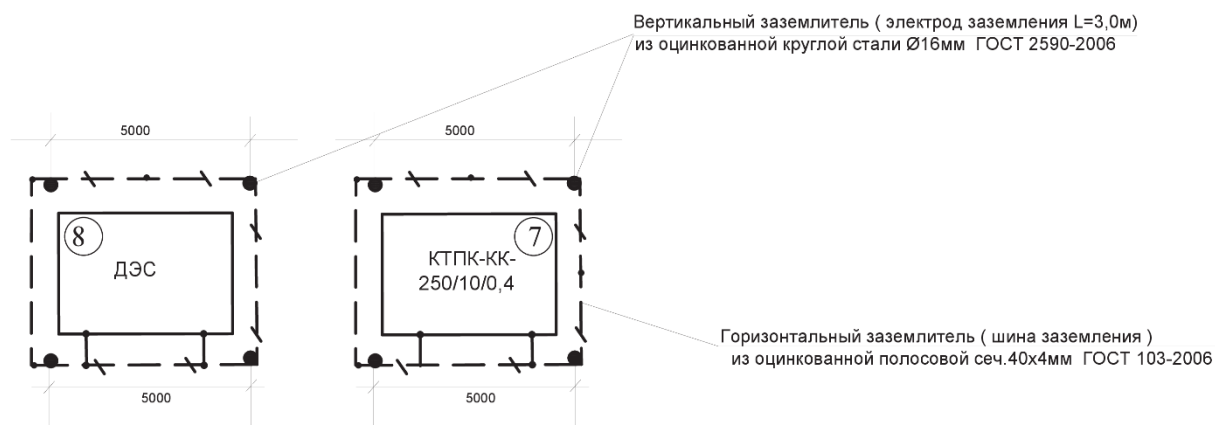 Вертикальный заземлитель ( электрод заземления L=3,0м)
из оцинкованной круглой стали Ø16мм ГОСТ 2590-2006
5000
5000
8
ДЭС
7
КТПК-КК-
250/10/0,4
Горизонтальный заземлитель ( шина заземления )
из оцинкованной полосовой сеч.40х4мм ГОСТ 103-2006
5000
5000